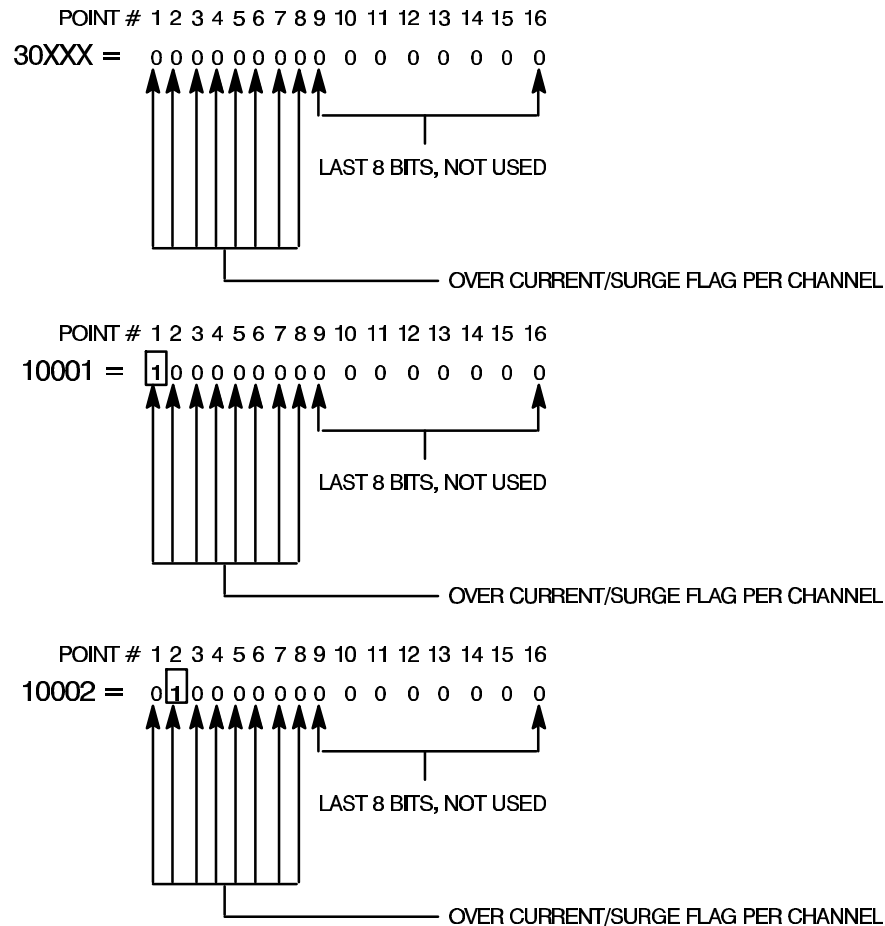 POINT # 1 2 3 4 5 6 7 8 9 10 11 12 13 14 15 16
30XXX = 0 0 0 0 0 0 0 0 0 0 0 0 0 0 0 0
LAST 8 BITS, NOT USED
OVER CURRENT/SURGE FLAG PER CHANNEL
POINT # 1 2 3 4 5 6 7 8 9 10 11 12 13 14 15 16
10001 = 1 0 0 0 0 0 0 0 0 0 0 0 0 0 0 0
LAST 8 BITS, NOT USED
OVER CURRENT/SURGE FLAG PER CHANNEL
POINT # 1 2 3 4 5 6 7 8 9 10 11 12 13 14 15 16
10002 = 0 1 0 0 0 0 0 0 0 0 0 0 0 0 0 0
LAST 8 BITS, NOT USED
OVER CURRENT/SURGE FLAG PER CHANNEL